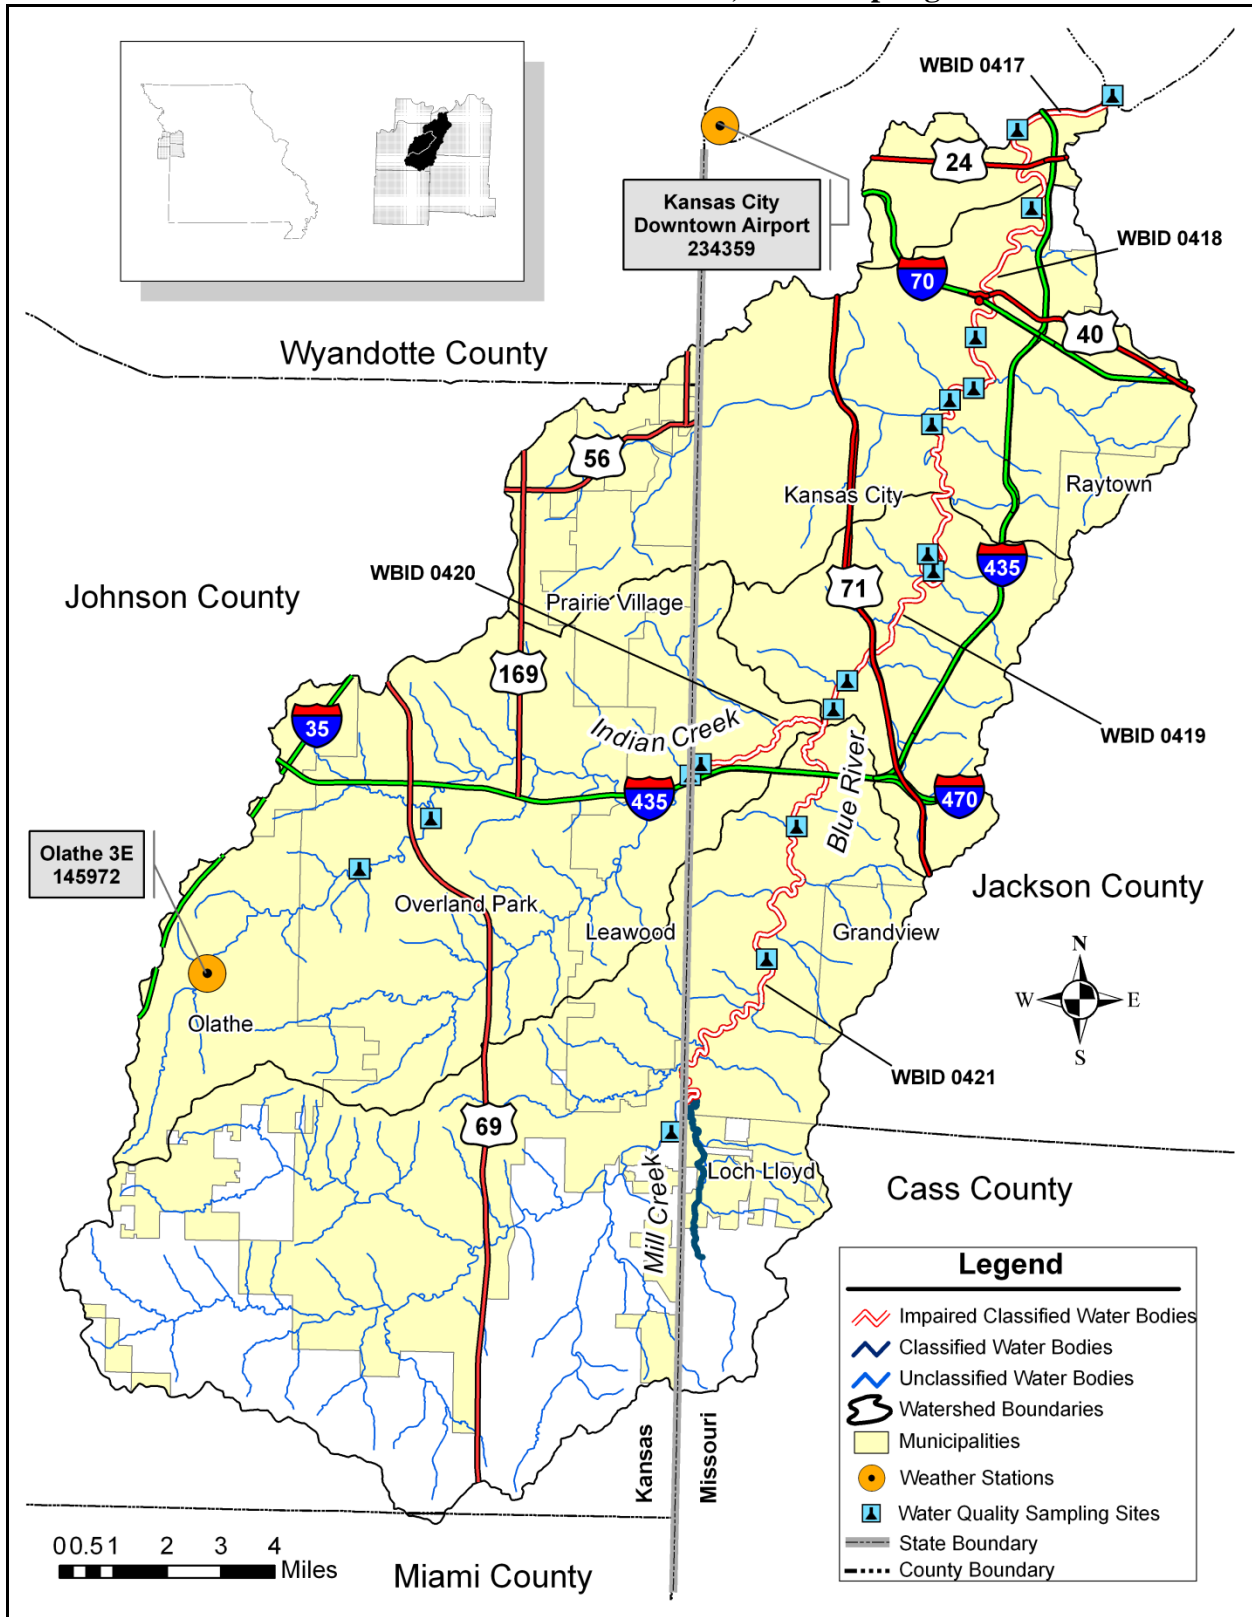 WBID 0417
24
Kansas City
Downtown Airport
234359
WBID 0418
70
40
Wyandotte County
56
Kansas City
Raytown
WBID 0420
435
71
Johnson County
Prairie Village
169
35
Indian Creek
WBID 0419
Blue River
435
470
Olathe 3E
145972
Jackson County
Overland Park
Leawood
Grandview
N
W
E
S
Olathe
WBID 0421
69
Mill Creek
Loch Lloyd
Cass County
Legend
Impaired Classified Water Bodies
Classified Water Bodies
Unclassified Water Bodies
Watershed Boundaries
Municipalities
Weather Stations
Water Quality Sampling Sites
State Boundary
County Boundary
Kansas
Missouri
0 0.5 1 2 3 4
Miles
Miami County